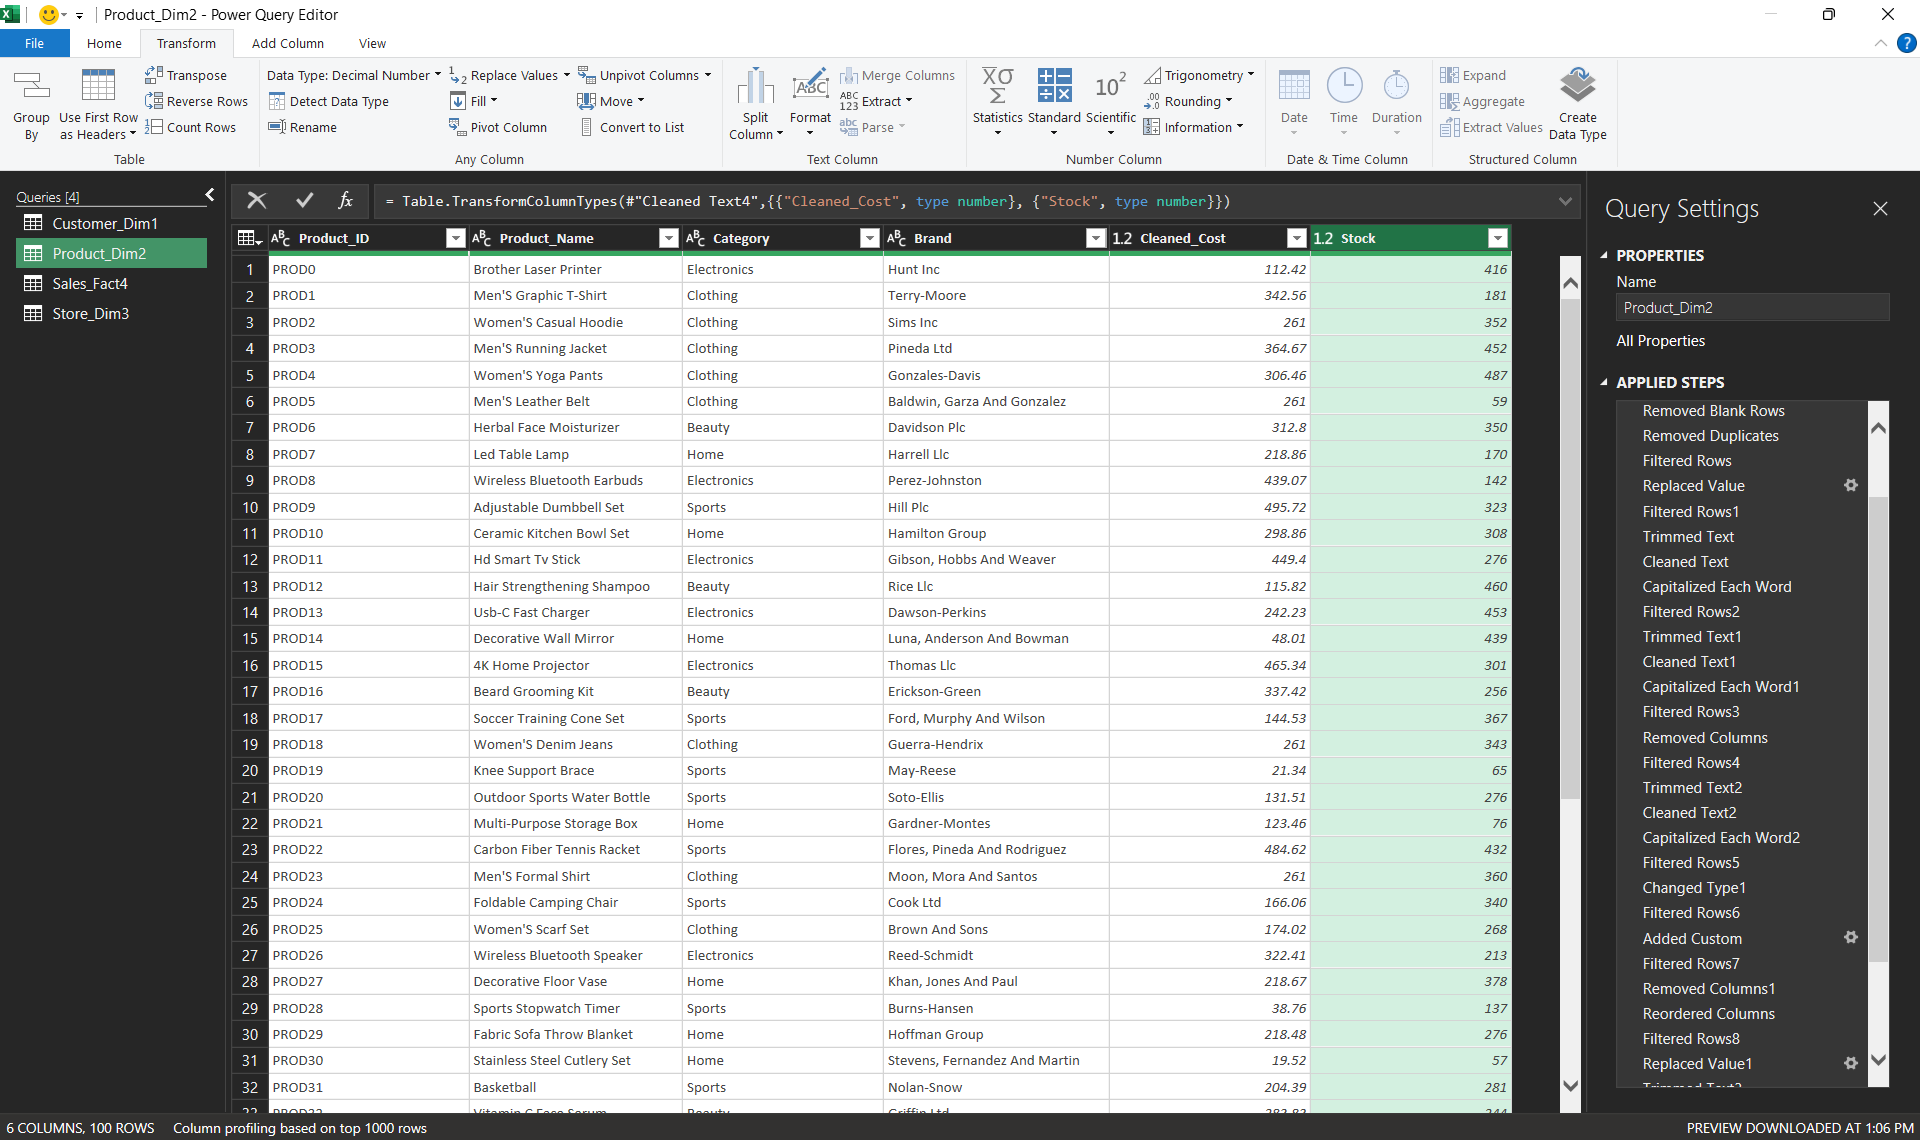 Product_Dim2 - Power Query Editor
File
Home
Transform
Add Column
View
Group By
Use First Row as Headers
Transpose
Reverse Rows
Count Rows
Table
Data Type: Decimal Number
Detect Data Type
Rename
Replace Values
Fill
Pivot Column
Unpivot Columns
Move
Convert to List
Any Column
Split Column
Format
Merge Columns
Extract
Parse
Text Column
Statistics
Standard
Scientific
Trigonometry
Rounding
Information
Number Column
Date
Time
Duration
Date & Time Column
Expand
Aggregate
Extract Values
Create Data Type
Structured Column
Queries [4]
Customer_Dim1
Product_Dim2
Sales_Fact4
Store_Dim3
fx = Table.TransformColumnTypes(#"Cleaned Text4",{{"Cleaned_Cost", type number}, {"Stock", type number}})
Product_ID Product_Name Category Brand 1.2 Cleaned_Cost 1.2 Stock
1 PROD0 Brother Laser Printer Electronics Hunt Inc 112.42 416
2 PROD1 Men'S Graphic T-Shirt Clothing Terry-Moore 342.56 181
3 PROD2 Women'S Casual Hoodie Clothing Sims Inc 261 352
4 PROD3 Men'S Running Jacket Clothing Pineda Ltd 364.67 452
5 PROD4 Women'S Yoga Pants Clothing Gonzales-Davis 306.46 487
6 PROD5 Men'S Leather Belt Clothing Baldwin, Garza And Gonzalez 261 59
7 PROD6 Herbal Face Moisturizer Beauty Davidson Plc 312.8 350
8 PROD7 Led Table Lamp Home Harrell Llc 218.86 170
9 PROD8 Wireless Bluetooth Earbuds Electronics Perez-Johnston 439.07 142
10 PROD9 Adjustable Dumbbell Set Sports Hill Plc 495.72 323
11 PROD10 Ceramic Kitchen Bowl Set Home Hamilton Group 298.86 308
12 PROD11 Hd Smart Tv Stick Electronics Gibson, Hobbs And Weaver 449.4 276
13 PROD12 Hair Strengthening Shampoo Beauty Rice Llc 115.82 460
14 PROD13 Usb-C Fast Charger Electronics Dawson-Perkins 242.23 453
15 PROD14 Decorative Wall Mirror Home Luna, Anderson And Bowman 48.01 439
16 PROD15 4K Home Projector Electronics Thomas Llc 465.34 301
17 PROD16 Beard Grooming Kit Beauty Erickson-Green 337.42 256
18 PROD17 Soccer Training Cone Set Sports Ford, Murphy And Wilson 144.53 367
19 PROD18 Women'S Denim Jeans Clothing Guerra-Hendrix 261 343
20 PROD19 Knee Support Brace Sports May-Reese 21.34 65
21 PROD20 Outdoor Sports Water Bottle Sports Soto-Ellis 131.51 276
22 PROD21 Multi-Purpose Storage Box Home Gardner-Montes 123.46 76
23 PROD22 Carbon Fiber Tennis Racket Sports Flores, Pineda And Rodriguez 484.62 432
24 PROD23 Men'S Formal Shirt Clothing Moon, Mora And Santos 261 360
25 PROD24 Foldable Camping Chair Sports Cook Ltd 166.06 340
26 PROD25 Women'S Scarf Set Clothing Brown And Sons 174.02 268
27 PROD26 Wireless Bluetooth Speaker Electronics Reed-Schmidt 322.41 213
28 PROD27 Decorative Floor Vase Home Khan, Jones And Paul 218.67 378
29 PROD28 Sports Stopwatch Timer Sports Burns-Hansen 38.76 137
30 PROD29 Fabric Sofa Throw Blanket Home Hoffman Group 218.48 276
31 PROD30 Stainless Steel Cutlery Set Home Stevens, Fernandez And Martin 19.52 57
32 PROD31 Basketball Sports Nolan-Snow 204.39 281
Query Settings
PROPERTIES
Name
Product_Dim2
All Properties
APPLIED STEPS
Removed Blank Rows
Removed Duplicates
Filtered Rows
Replaced Value
Filtered Rows1
Trimmed Text
Cleaned Text
Capitalized Each Word
Filtered Rows2
Trimmed Text1
Cleaned Text1
Capitalized Each Word1
Filtered Rows3
Removed Columns
Filtered Rows4
Trimmed Text2
Cleaned Text2
Capitalized Each Word2
Filtered Rows5
Changed Type1
Filtered Rows6
Added Custom
Filtered Rows7
Removed Columns1
Reordered Columns
Filtered Rows8
Replaced Value1
6 COLUMNS, 100 ROWS
Column profiling based on top 1000 rows
PREVIEW DOWNLOADED AT 1:06 PM